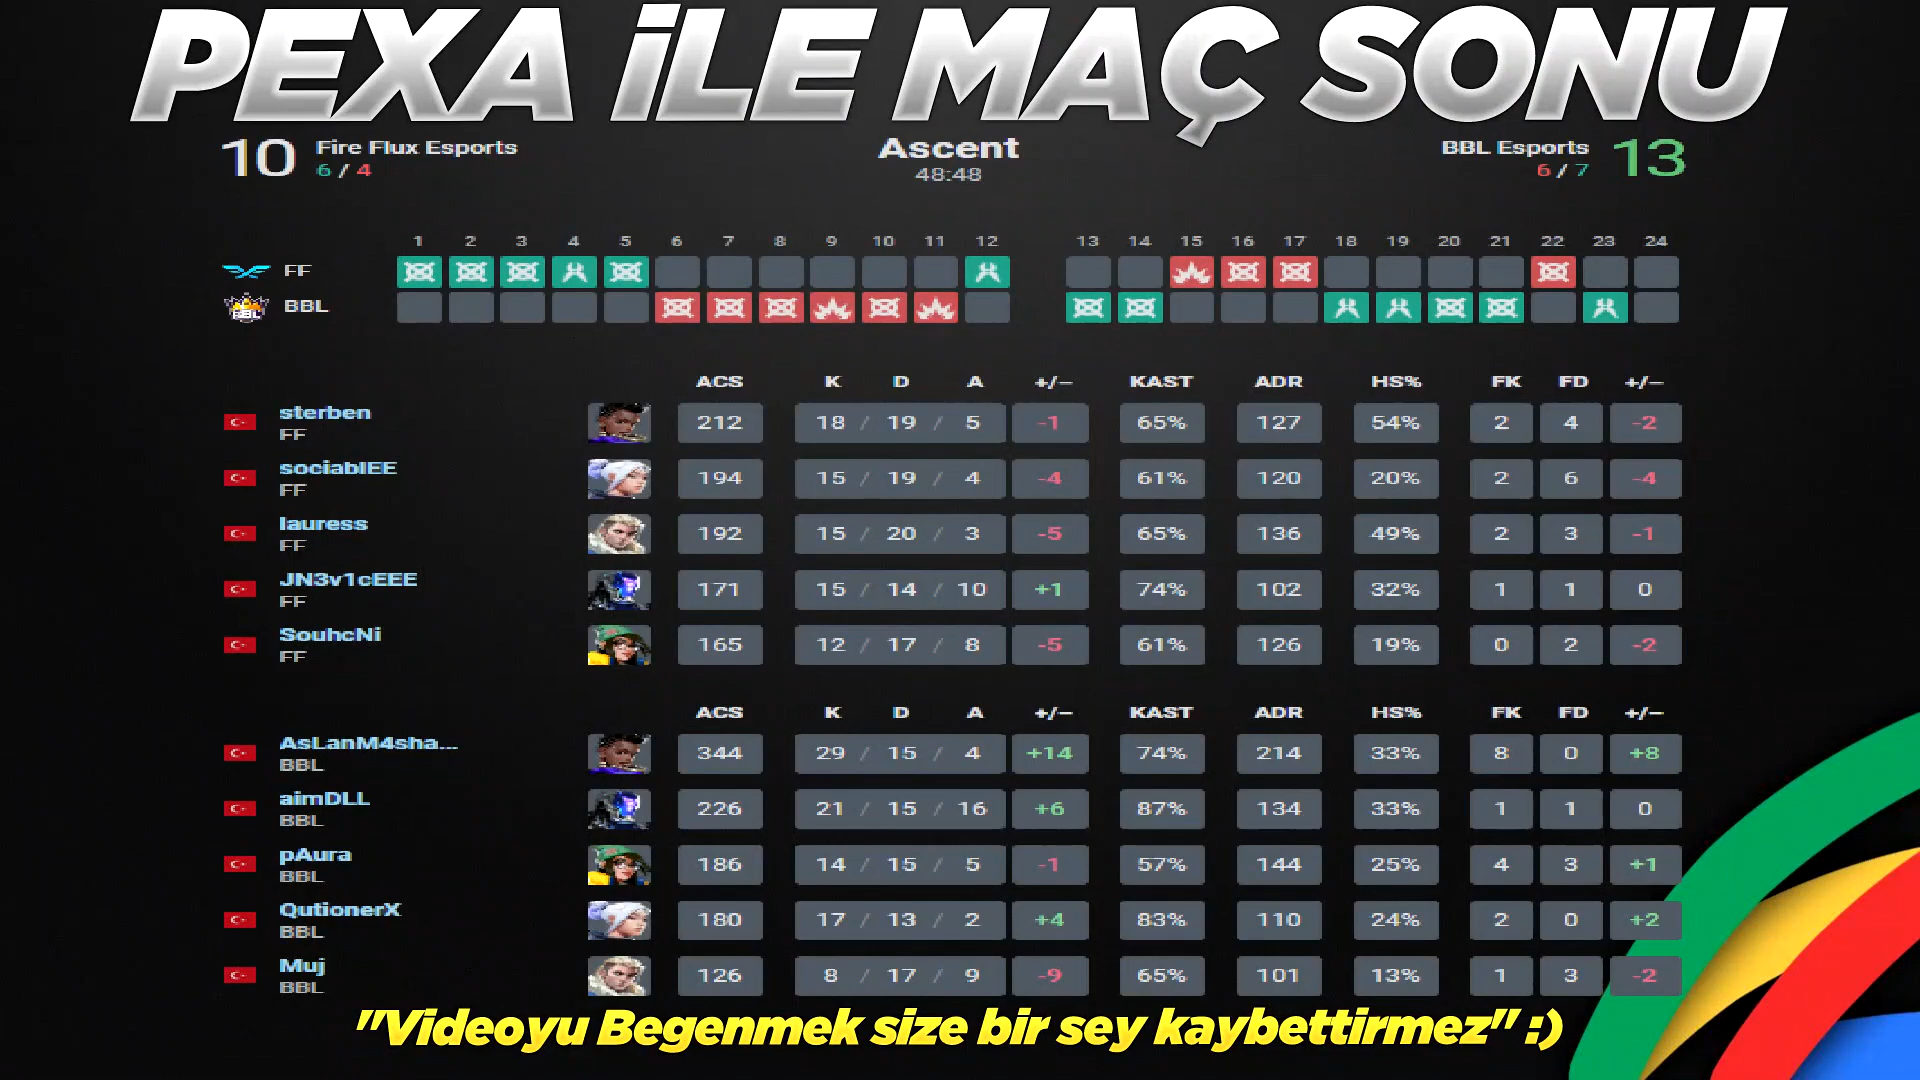 PEXA iLE MAÇ SONU
10 Fire Flux Esports Ascent BBL Esports 13
6 / 4 48:48 6 / 7
1 2 3 4 5 6 7 8 9 10 11 12 13 14 15 16 17 18 19 20 21 22 23 24
FF
BBL BBL
ACS K D A +/− KAST ADR HS% FK FD +/−
sterben 212 18 / 19 / 5 -1 65% 127 54% 2 4 -2
FF
sociablEE 194 15 / 19 / 4 -4 61% 120 20% 2 6 -4
FF
lauress 192 15 / 20 / 3 -5 65% 136 49% 2 3 -1
FF
JN3v1cEEE 171 15 / 14 / 10 +1 74% 102 32% 1 1 0
FF
SouhcNi 165 12 / 17 / 8 -5 61% 126 19% 0 2 -2
FF
ACS K D A +/− KAST ADR HS% FK FD +/−
AsLanM4sha... 344 29 / 15 / 4 +14 74% 214 33% 8 0 +8
BBL
aimDLL 226 21 / 15 / 16 +6 87% 134 33% 1 1 0
BBL
pAura 186 14 / 15 / 5 -1 57% 144 25% 4 3 +1
BBL
QutionerX 180 17 / 13 / 2 +4 83% 110 24% 2 0 +2
BBL
Muj 126 8 / 17 / 9 -9 65% 101 13% 1 3 -2
BBL
"Videoyu Begenmek size bir sey kaybettirmez" :)